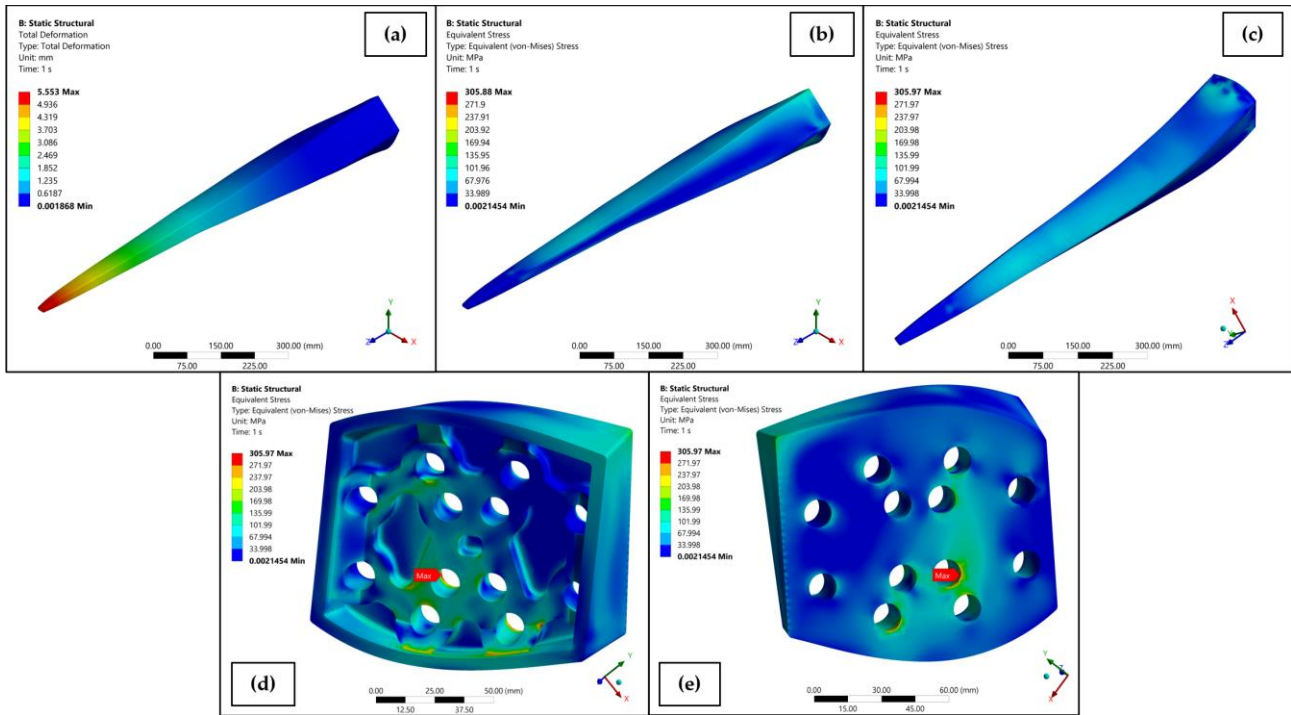 B: Static Structural
Total Deformation
Type: Total Deformation
Unit: mm
Time: 1 s
(a)
5.553 Max
4.936
4.319
3.703
3.086
2.469
1.852
1.235
0.6187
0.001868 Min
Y
Z
X
0.00
150.00
300.00 (mm)
75.00
225.00
B: Static Structural
Equivalent Stress
Type: Equivalent (von-Mises) Stress
Unit: MPa
Time: 1 s
(b)
305.88 Max
271.9
237.91
203.92
169.94
135.95
101.96
67.976
33.989
0.0021454 Min
Y
Z
X
0.00
150.00
300.00 (mm)
75.00
225.00
B: Static Structural
Equivalent Stress
Type: Equivalent (von-Mises) Stress
Unit: MPa
Time: 1 s
(c)
305.97 Max
271.97
237.97
203.98
169.98
135.99
101.99
67.994
33.998
0.0021454 Min
X
Z
0.00
150.00
300.00 (mm)
75.00
225.00
B: Static Structural
Equivalent Stress
Type: Equivalent (von-Mises) Stress
Unit: MPa
Time: 1 s
305.97 Max
271.97
237.97
203.98
169.98
135.99
101.99
67.994
33.998
0.0021454 Min
Max
(d)
Y
X
0.00
25.00
50.00 (mm)
12.50
37.50
B: Static Structural
Equivalent Stress
Type: Equivalent (von-Mises) Stress
Unit: MPa
Time: 1 s
305.97 Max
271.97
237.97
203.98
169.98
135.99
101.99
67.994
33.998
0.0021454 Min
Max
(e)
Y
Z
X
0.00
30.00
60.00 (mm)
15.00
45.00